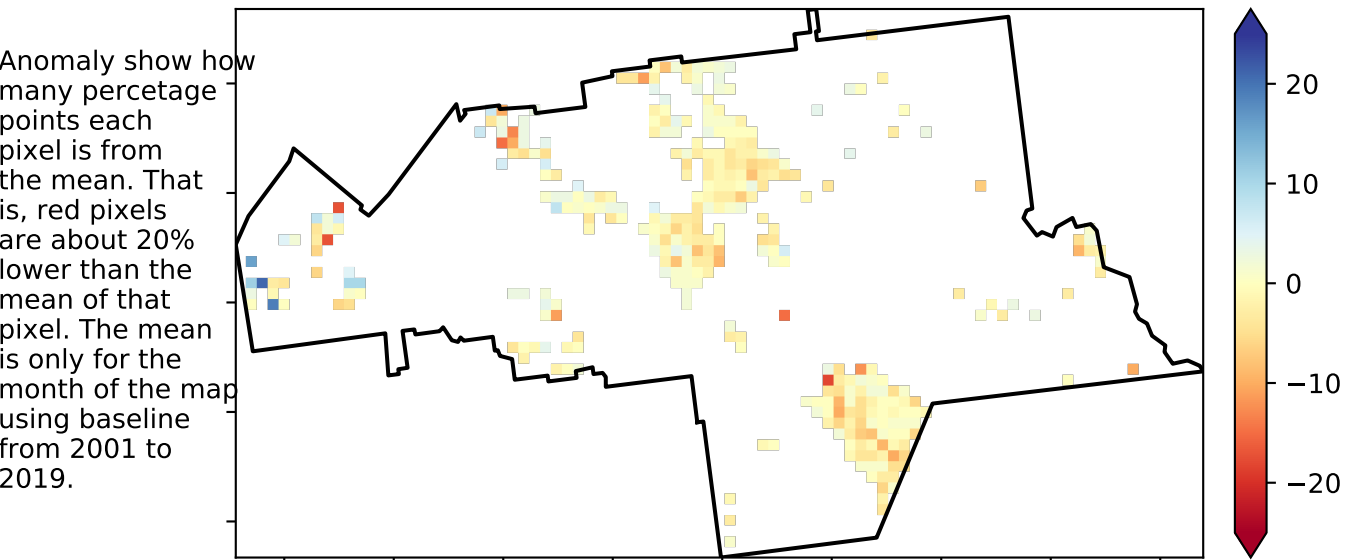 Anomaly show how
many percetage
points each
pixel is from
the mean. That
is, red pixels
are about 20%
lower than the
mean of that
pixel. The mean
is only for the
month of the map
using baseline
from 2001 to
2019.
20
10
0
−10
−20